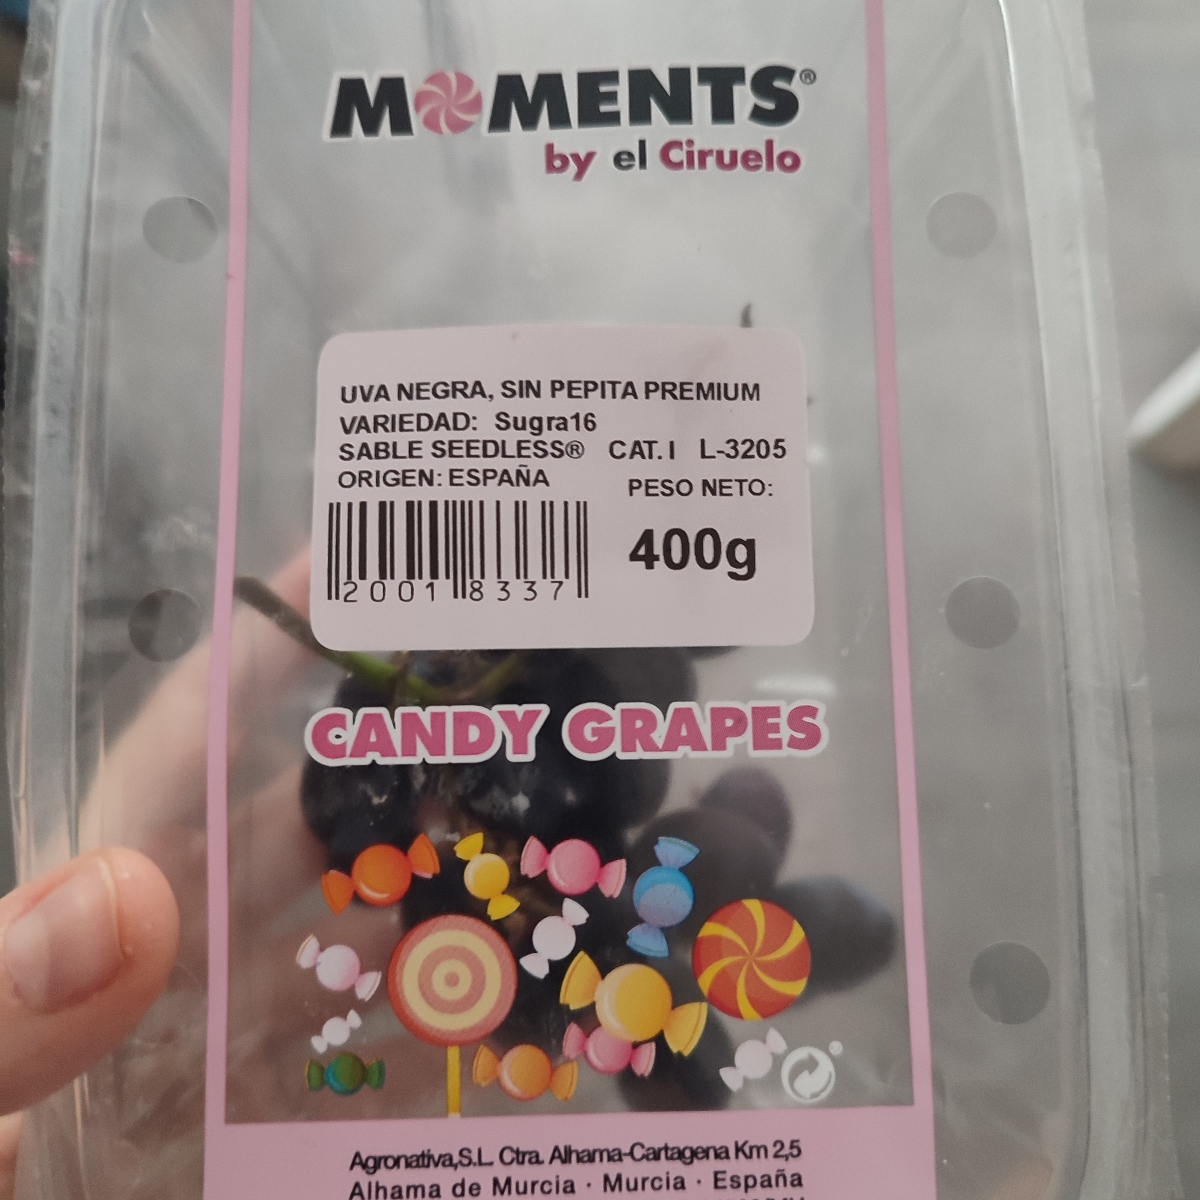 MOMENTS®
by el Ciruelo
UVA NEGRA, SIN PEPITA PREMIUM
VARIEDAD: Sugra16
SABLE SEEDLESS® CAT. I L-3205
ORIGEN: ESPAÑA
PESO NETO:
400g
2001 8337
CANDY GRAPES
Agronativa,S.L. Ctra. Alhama-Cartagena Km 2,5
Alhama de Murcia · Murcia · España